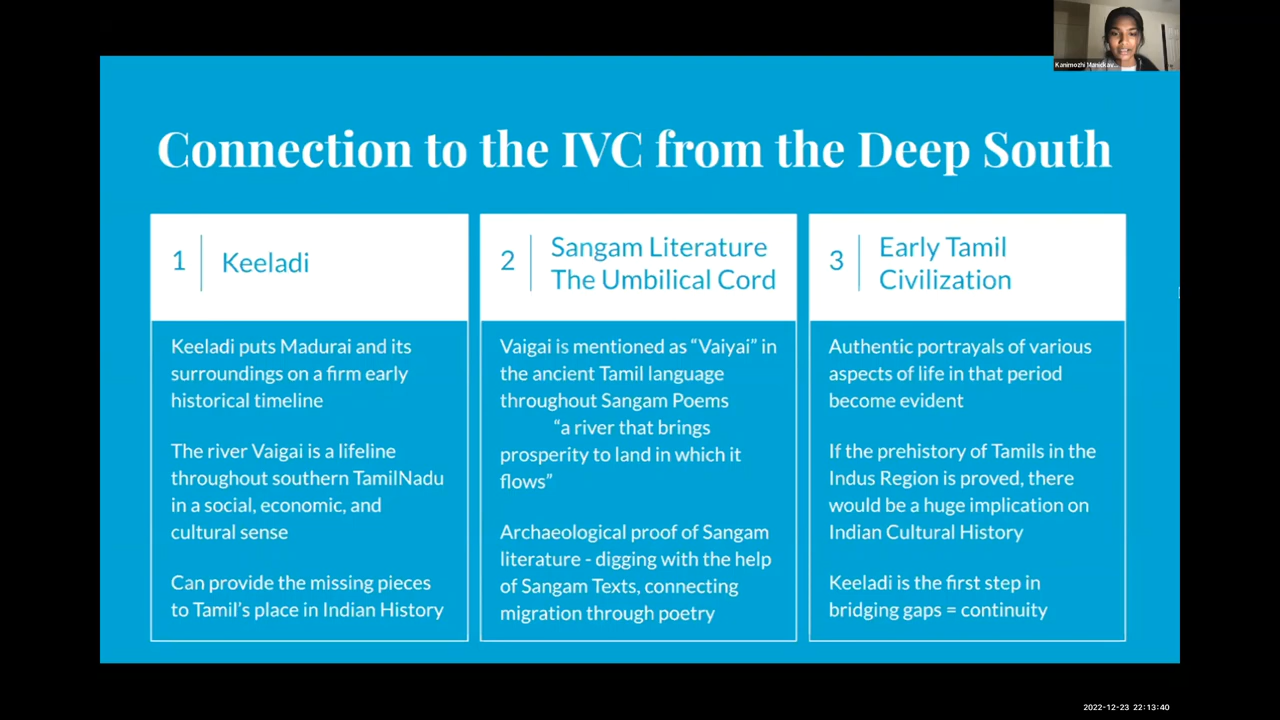 Kanimozhi Manickav...
Connection to the IVC from the Deep South
1
Keeladi
Keeladi puts Madurai and its
surroundings on a firm early
historical timeline
The river Vaigai is a lifeline
throughout southern TamilNadu
in a social, economic, and
cultural sense
Can provide the missing pieces
to Tamil's place in Indian History
2
Sangam Literature
The Umbilical Cord
Vaigai is mentioned as “Vaiyai” in
the ancient Tamil language
throughout Sangam Poems
“a river that brings
prosperity to land in which it
flows”
Archaeological proof of Sangam
literature - digging with the help
of Sangam Texts, connecting
migration through poetry
3
Early Tamil
Civilization
Authentic portrayals of various
aspects of life in that period
become evident
If the prehistory of Tamils in the
Indus Region is proved, there
would be a huge implication on
Indian Cultural History
Keeladi is the first step in
bridging gaps = continuity
2022-12-23 22:13:40